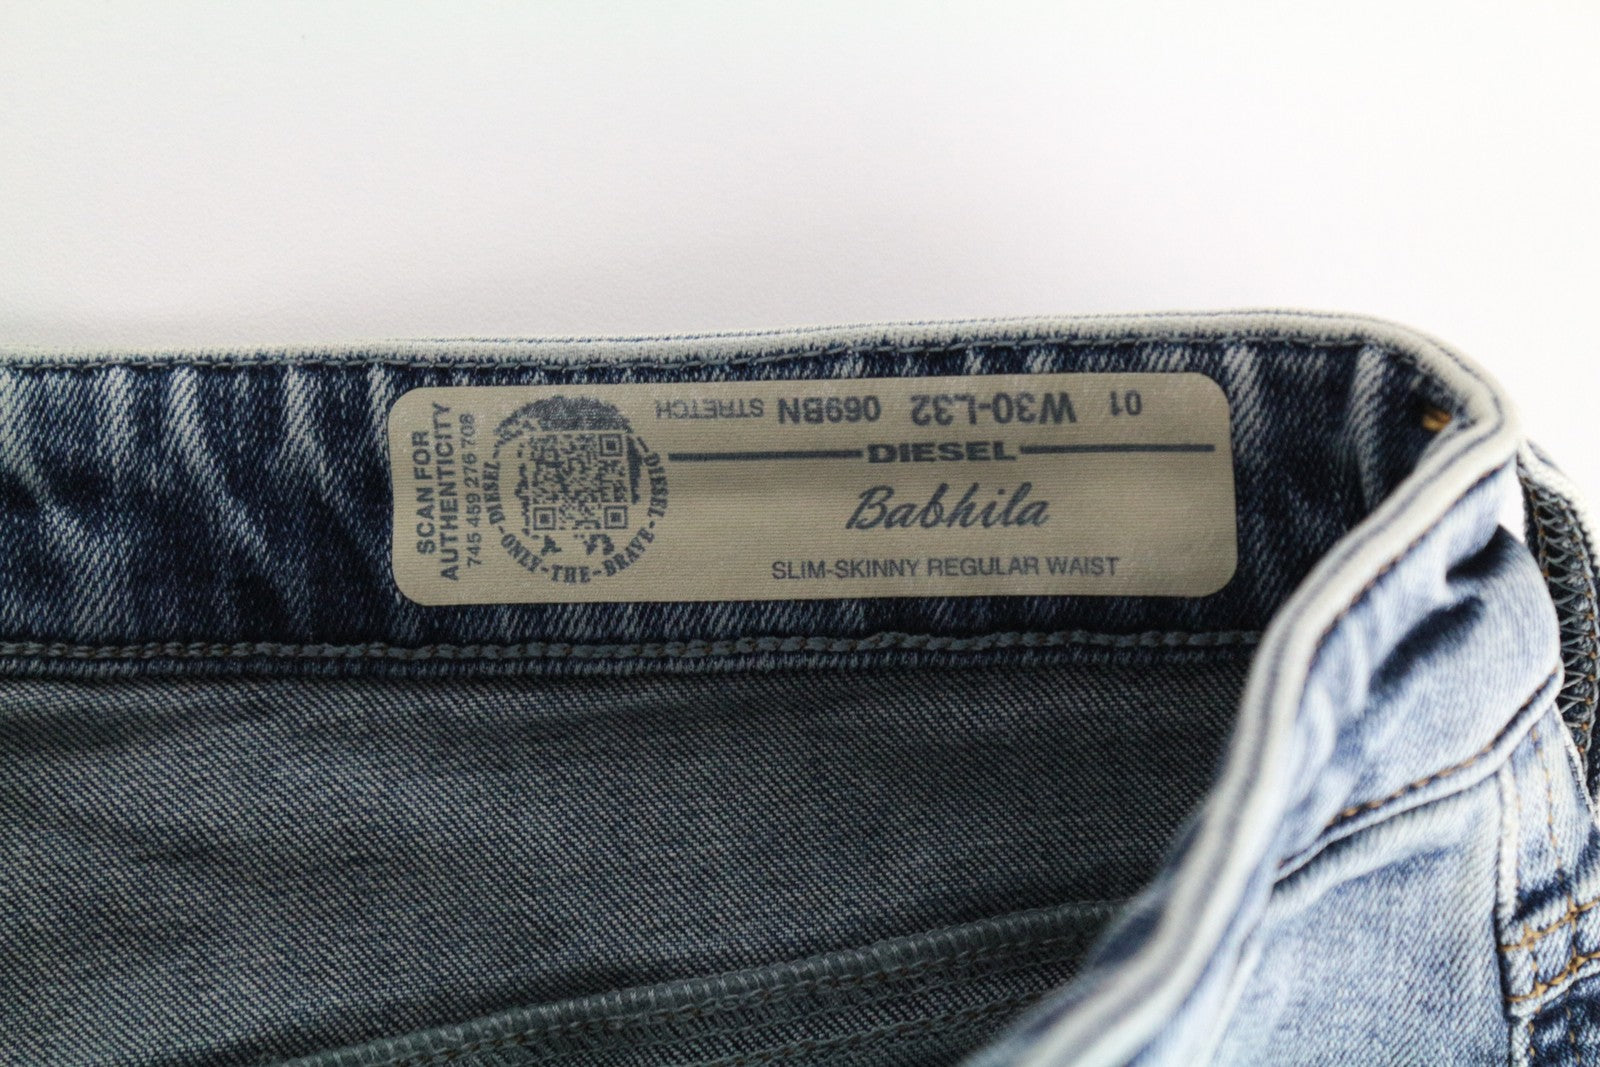 SCAN FOR
AUTHENTICITY
745 459 276 708
DIESEL-ONLY-THE-BRAVE-DIESEL
01 W30-L32 069BN STRETCH
DIESEL
Babhila
SLIM-SKINNY REGULAR WAIST